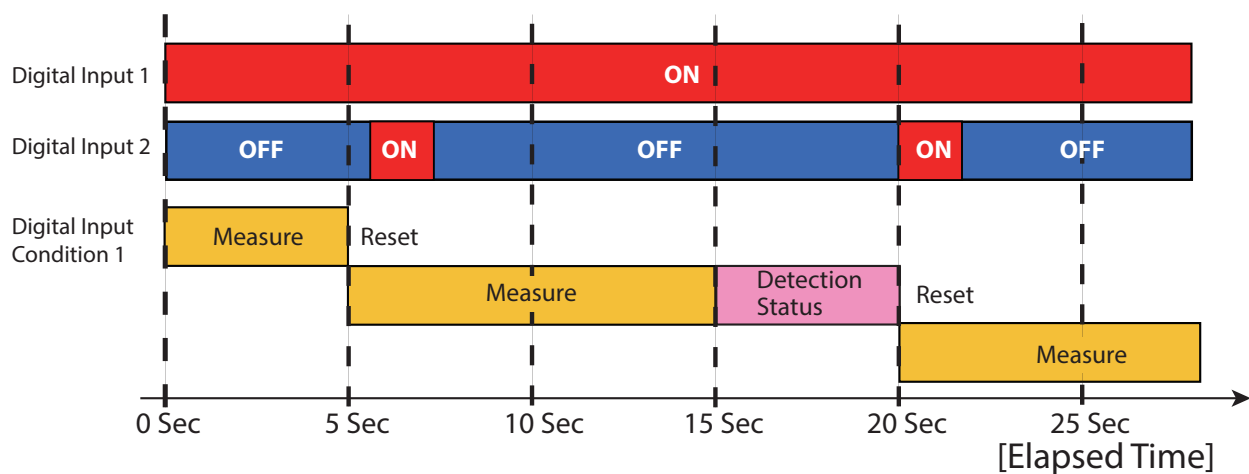 Digital Input 1
ON
Digital Input 2
OFF ON OFF ON OFF
Digital Input
Condition 1
Measure
Reset
Measure
Detection
Status
Reset
Measure
0 Sec 5 Sec 10 Sec 15 Sec 20 Sec 25 Sec
[Elapsed Time]